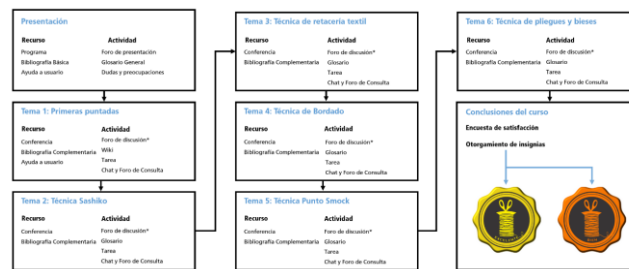 Presentación
Recurso Actividad
Programa Foro de presentación
Bibliografía Básica Glosario General
Ayuda a usuario Dudas y preocupaciones
Tema 1: Primeras puntadas
Recurso Actividad
Conferencia Foro de discusión*
Bibliografía Complementaria Wiki
Ayuda a usuario Tarea
Chat y Foro de Consulta
Tema 2: Técnica Sashiko
Recurso Actividad
Conferencia Foro de discusión*
Bibliografía Complementaria Glosario
Tarea
Chat y Foro de Consulta
Tema 3: Técnica de retacería textil
Recurso Actividad
Conferencia Foro de discusión*
Bibliografía Complementaria Glosario
Tarea
Chat y Foro de Consulta
Tema 4: Técnica de Bordado
Recurso Actividad
Conferencia Foro de discusión*
Bibliografía Complementaria Glosario
Tarea
Chat y Foro de Consulta
Tema 5: Técnica Punto Smock
Recurso Actividad
Conferencia Foro de discusión*
Bibliografía Complementaria Glosario
Tarea
Chat y Foro de Consulta
Tema 6: Técnica de pliegues y bieses
Recurso Actividad
Conferencia Foro de discusión*
Bibliografía Complementaria Glosario
Tarea
Chat y Foro de Consulta
Conclusiones del curso
Encuesta de satisfacción
Otorgamiento de insignias